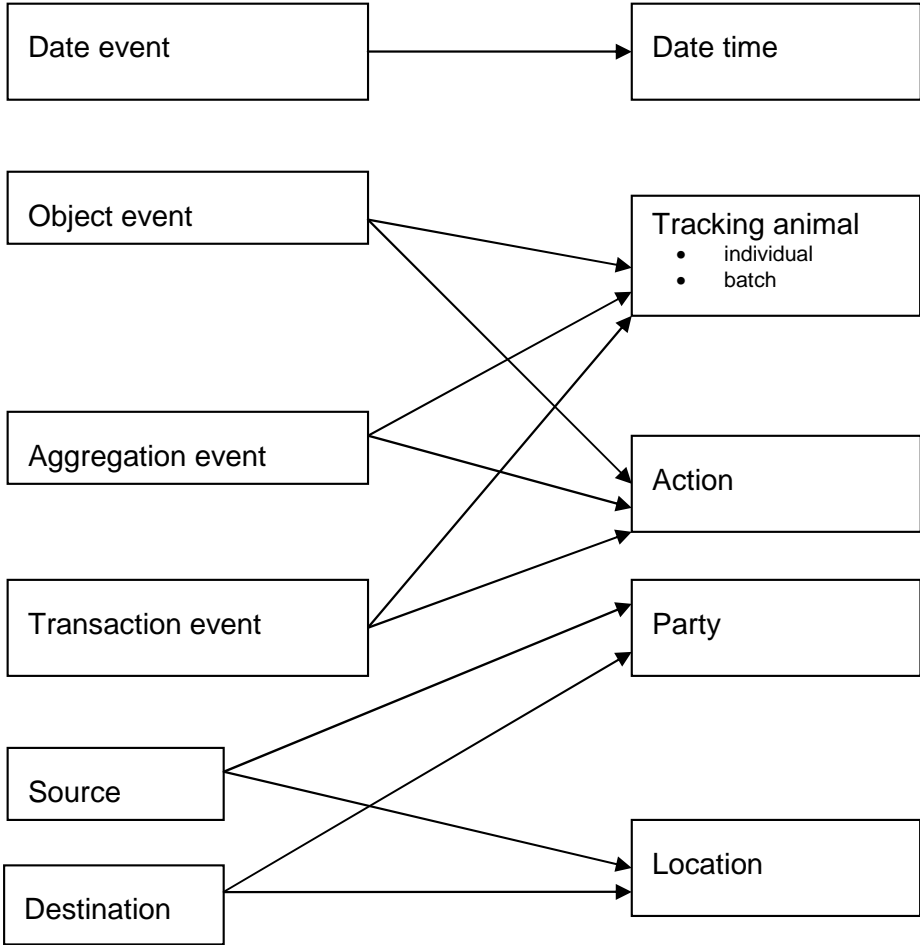 Date event
Date time
Object event
Tracking animal
• individual
• batch
Aggregation event
Action
Transaction event
Party
Source
Location
Destination